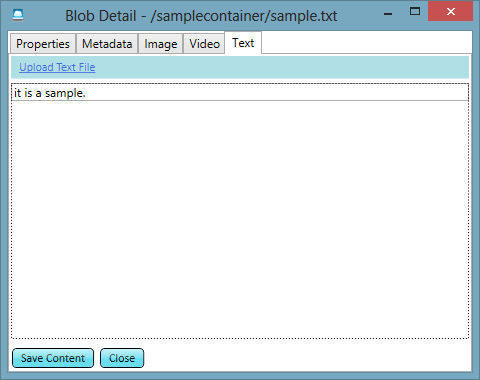 Blob Detail - /samplecontainer/sample.txt
Properties Metadata Image Video Text
Upload Text File
it is a sample.
Save Content Close